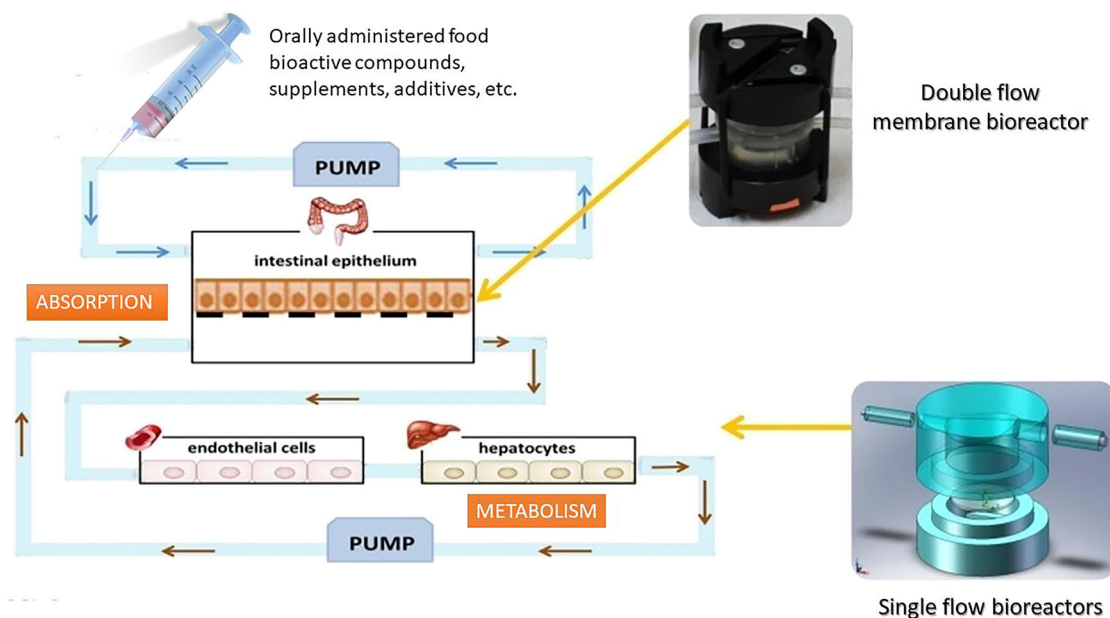 Orally administered food
bioactive compounds,
supplements, additives, etc.
Double flow
membrane bioreactor
PUMP
intestinal epithelium
ABSORPTION
endothelial cells
hepatocytes
METABOLISM
PUMP
Single flow bioreactors